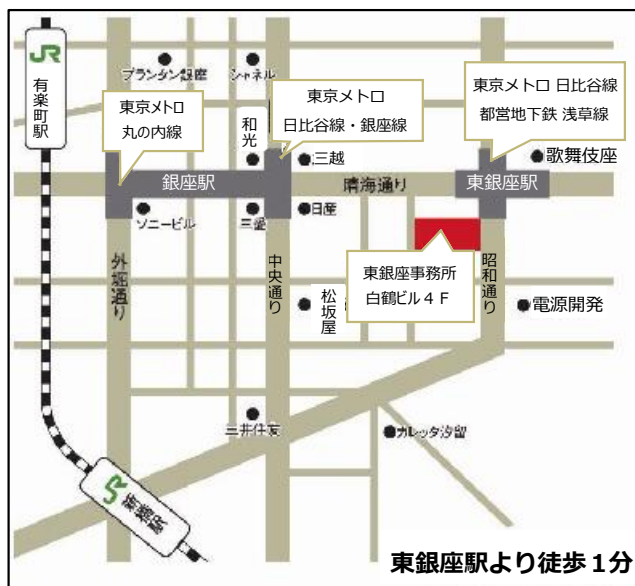 JR
有楽町駅
プランタン銀座
シャネル
東京メトロ
丸の内線
和光
東京メトロ
日比谷線・銀座線
東京メトロ 日比谷線
都営地下鉄 浅草線
三越
歌舞伎座
銀座駅
晴海通り
東銀座駅
ソニービル
三愛
日産
外堀通り
中央通り
昭和通り
東銀座事務所
白鶴ビル4F
松坂屋
電源開発
三井住友
カレッタ汐留
JR
新橋駅
東銀座駅より徒歩1分